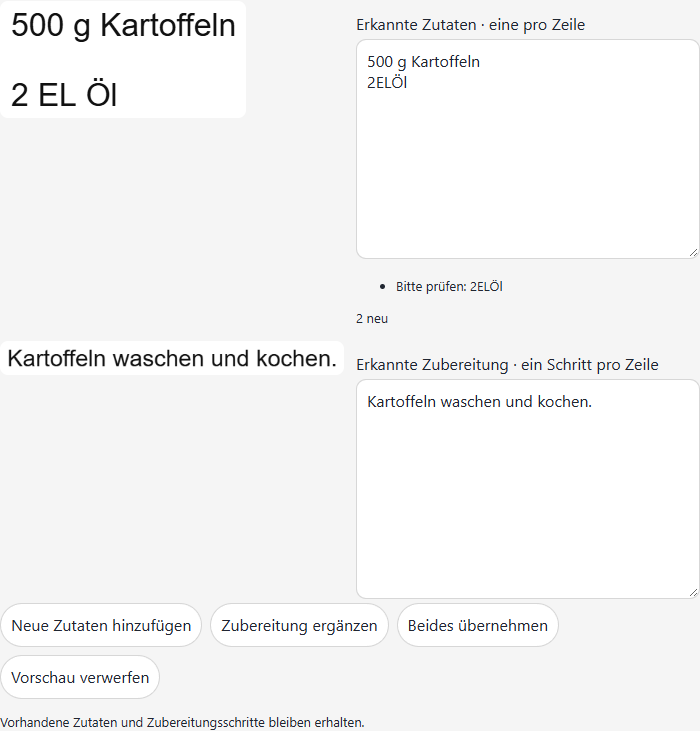 500 g Kartoffeln
2 EL Öl
Erkannte Zutaten · eine pro Zeile
500 g Kartoffeln
2ELÖl
Bitte prüfen: 2ELÖl
2 neu
Kartoffeln waschen und kochen.
Erkannte Zubereitung · ein Schritt pro Zeile
Kartoffeln waschen und kochen.
Neue Zutaten hinzufügen
Zubereitung ergänzen
Beides übernehmen
Vorschau verwerfen
Vorhandene Zutaten und Zubereitungsschritte bleiben erhalten.